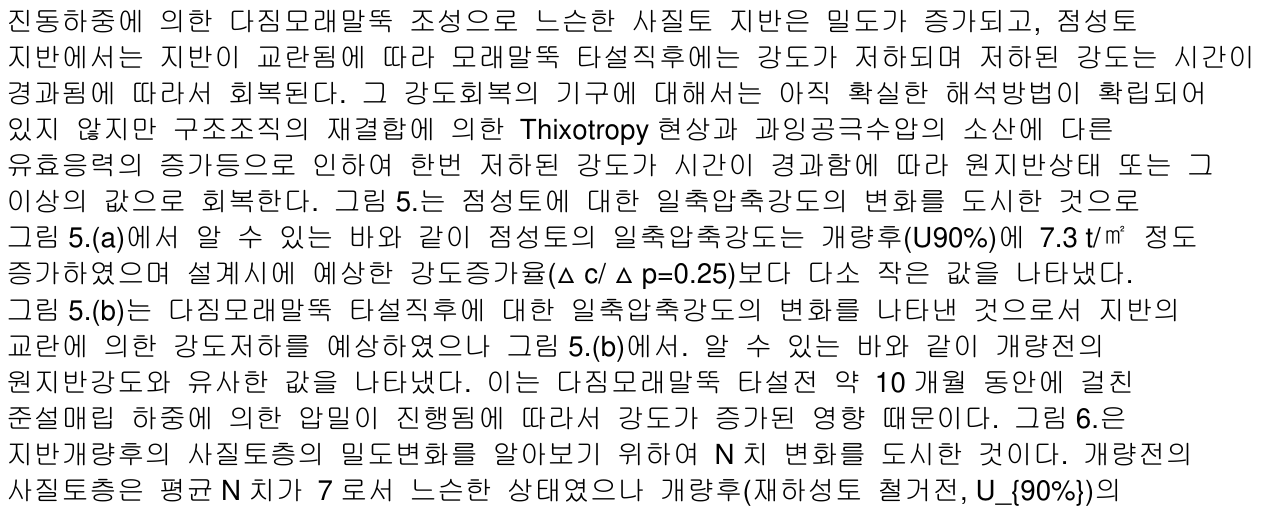 진동하중에 의한 다짐모래말뚝 조성으로 느슨한 사질토 지반은 밀도가 증가되고, 점성토
지반에서는 지반이 교란됨에 따라 모래말뚝 타설직후에는 강도가 저하되며 저하된 강도는 시간이
경과됨에 따라서 회복된다. 그 강도회복의 기구에 대해서는 아직 확실한 해석방법이 확립되어
있지 않지만 구조조직의 재결합에 의한 Thixotropy 현상과 과잉공극수압의 소산에 다른
유효응력의 증가등으로 인하여 한번 저하된 강도가 시간이 경과함에 따라 원지반상태 또는 그
이상의 값으로 회복한다. 그림 5.는 점성토에 대한 일축압축강도의 변화를 도시한 것으로
그림 5.(a)에서 알 수 있는 바와 같이 점성토의 일축압축강도는 개량후(U90%)에 7.3 t/㎡ 정도
증가하였으며 설계시에 예상한 강도증가율(△ c/ △ p=0.25)보다 다소 작은 값을 나타냈다.
그림 5.(b)는 다짐모래말뚝 타설직후에 대한 일축압축강도의 변화를 나타낸 것으로서 지반의
교란에 의한 강도저하를 예상하였으나 그림 5.(b)에서. 알 수 있는 바와 같이 개량전의
원지반강도와 유사한 값을 나타냈다. 이는 다짐모래말뚝 타설전 약 10 개월 동안에 걸친
준설매립 하중에 의한 압밀이 진행됨에 따라서 강도가 증가된 영향 때문이다. 그림 6.은
지반개량후의 사질토층의 밀도변화를 알아보기 위하여 N 치 변화를 도시한 것이다. 개량전의
사질토층은 평균 N 치가 7 로서 느슨한 상태였으나 개량후(재하성토 철거전, U_{90%})의